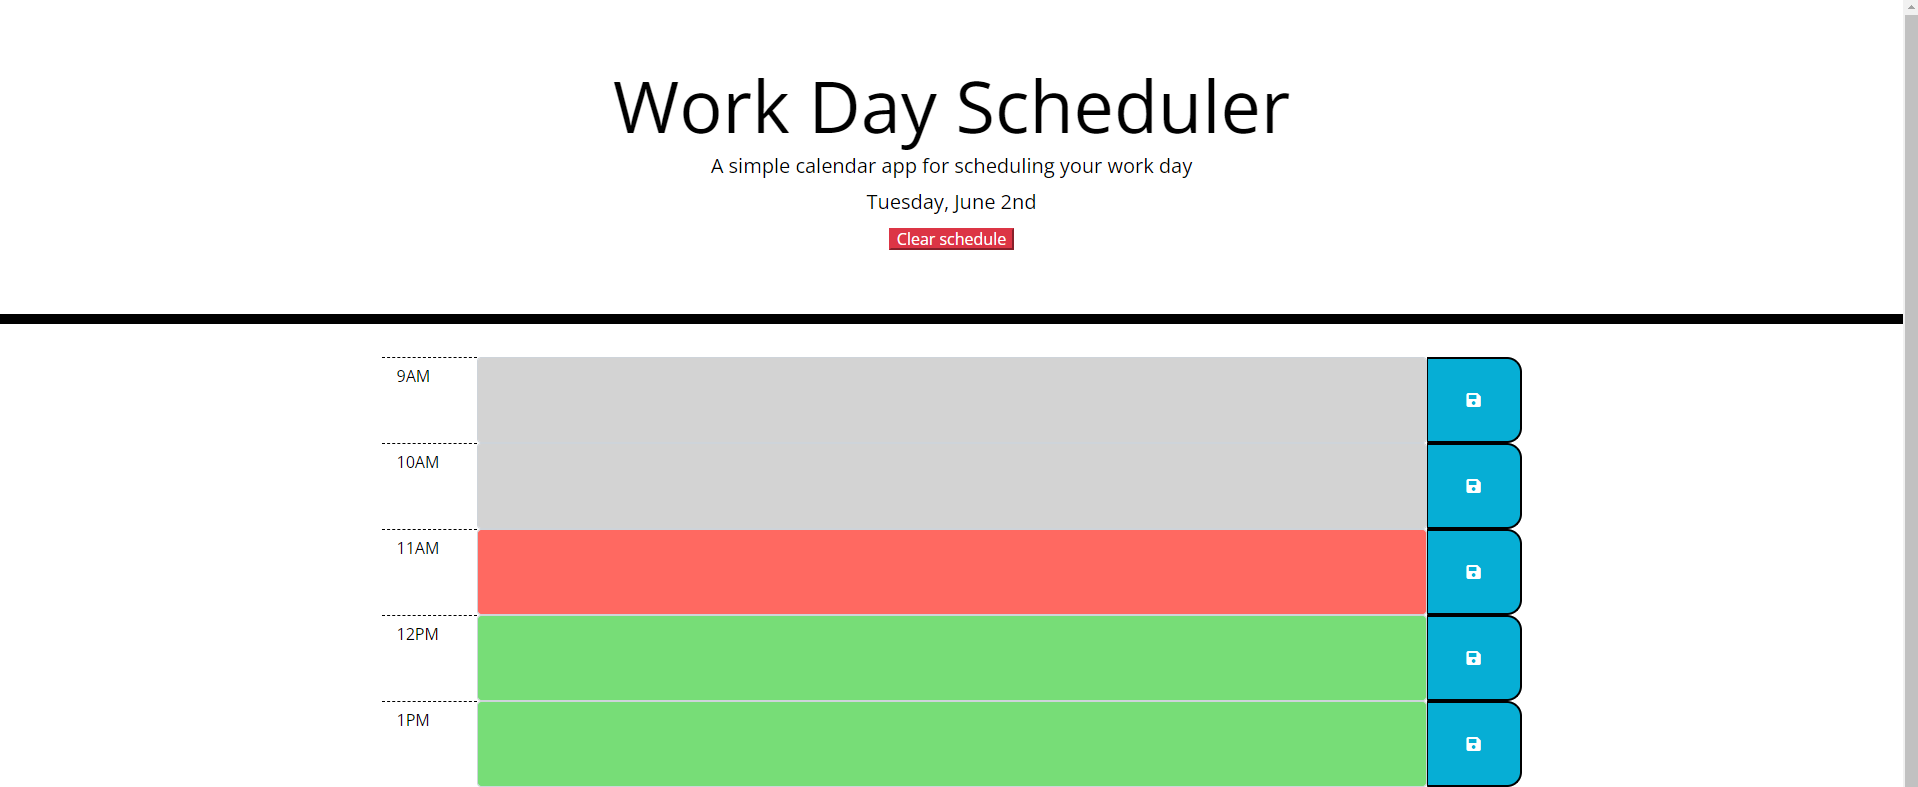 Work Day Scheduler
A simple calendar app for scheduling your work day
Tuesday, June 2nd
Clear schedule
9AM
10AM
11AM
12PM
1PM